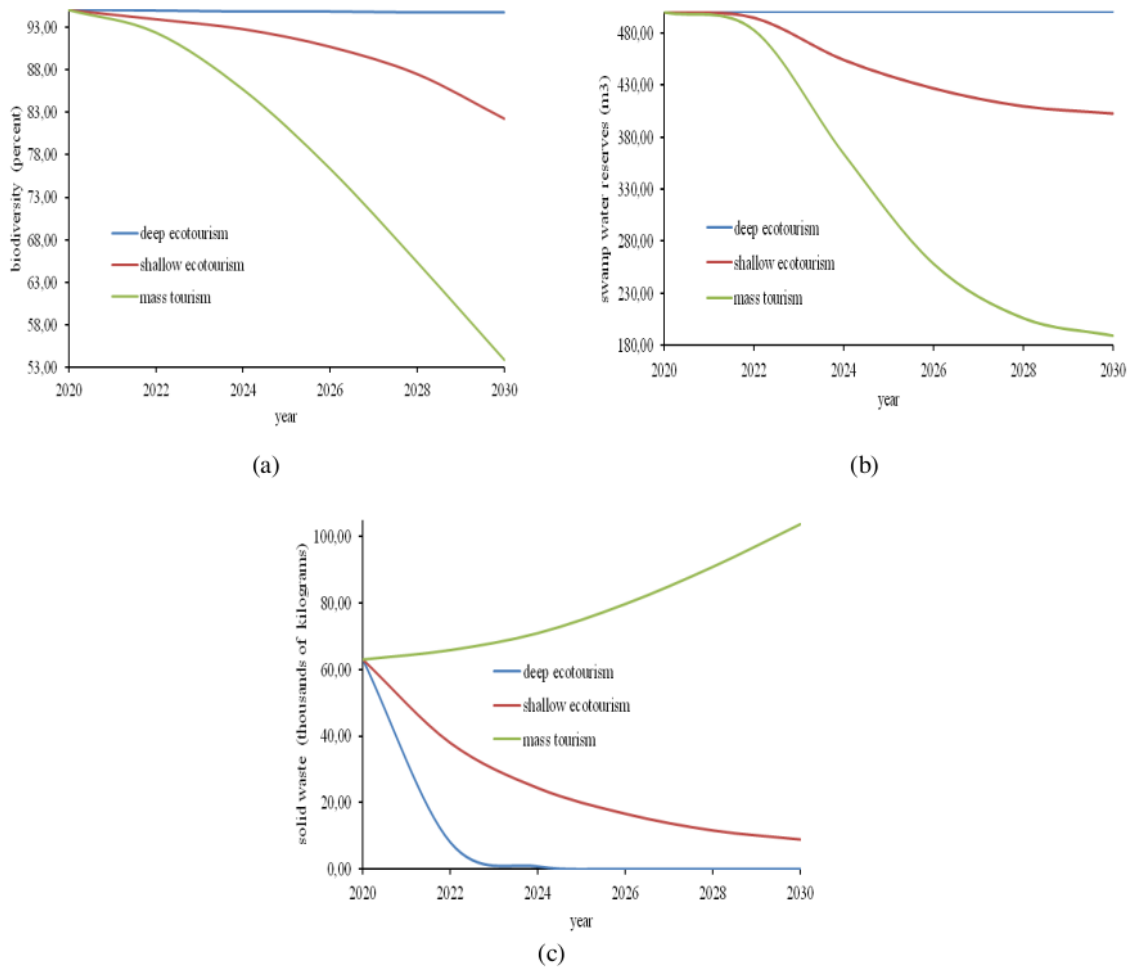 biodiversity (percent)
93,00
88,00
83,00
78,00
73,00
68,00
63,00
58,00
53,00
deep ecotourism
shallow ecotourism
mass tourism
2020 2022 2024 2026 2028 2030
year
(a)
swamp water reserves (m3)
480,00
430,00
380,00
330,00
280,00
230,00
180,00
deep ecotourism
shallow ecotourism
mass tourism
2020 2022 2024 2026 2028 2030
year
(b)
solid waste (thousands of kilograms)
100,00
80,00
60,00
40,00
20,00
0,00
deep ecotourism
shallow ecotourism
mass tourism
2020 2022 2024 2026 2028 2030
year
(c)